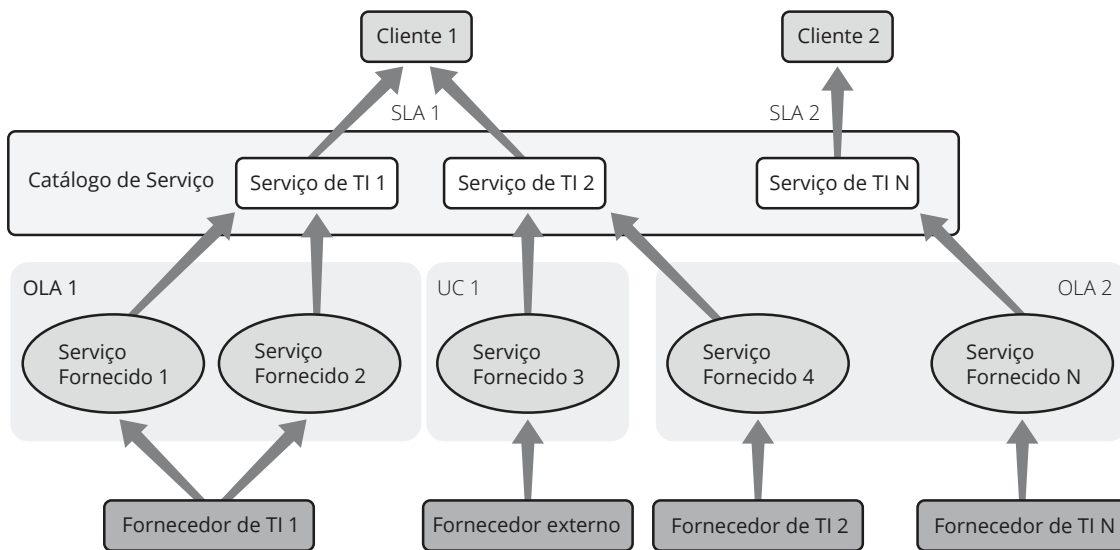 Cliente 1
Cliente 2
SLA 1
SLA 2
Catálogo de Serviço
Serviço de TI 1
Serviço de TI 2
Serviço de TI N
OLA 1
UC 1
OLA 2
Serviço
Fornecido 1
Serviço
Fornecido 2
Serviço
Fornecido 3
Serviço
Fornecido 4
Serviço
Fornecido N
Fornecedor de TI 1
Fornecedor externo
Fornecedor de TI 2
Fornecedor de TI N